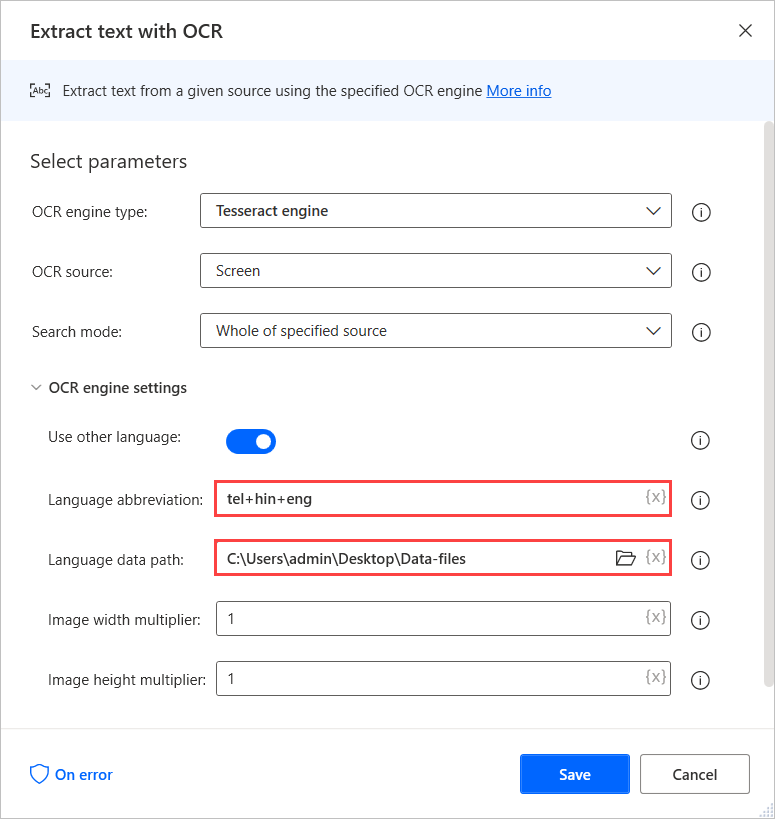 Extract text with OCR
Abc Extract text from a given source using the specified OCR engine More info
Select parameters
OCR engine type: Tesseract engine
OCR source: Screen
Search mode: Whole of specified source
OCR engine settings
Use other language:
Language abbreviation: tel+hin+eng {x}
Language data path: C:\Users\admin\Desktop\Data-files {x}
Image width multiplier: 1 {x}
Image height multiplier: 1 {x}
On error Save Cancel